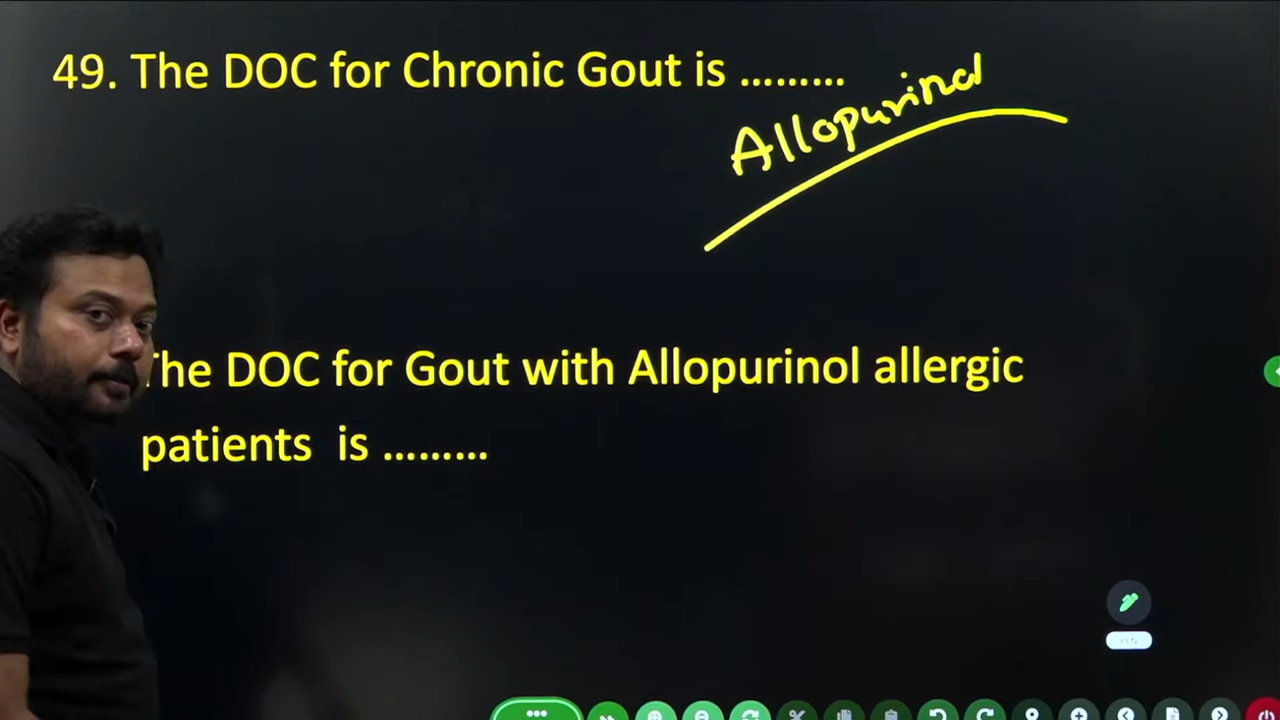 49. The DOC for Chronic Gout is .........
Allopurinol
The DOC for Gout with Allopurinol allergic
patients is .........